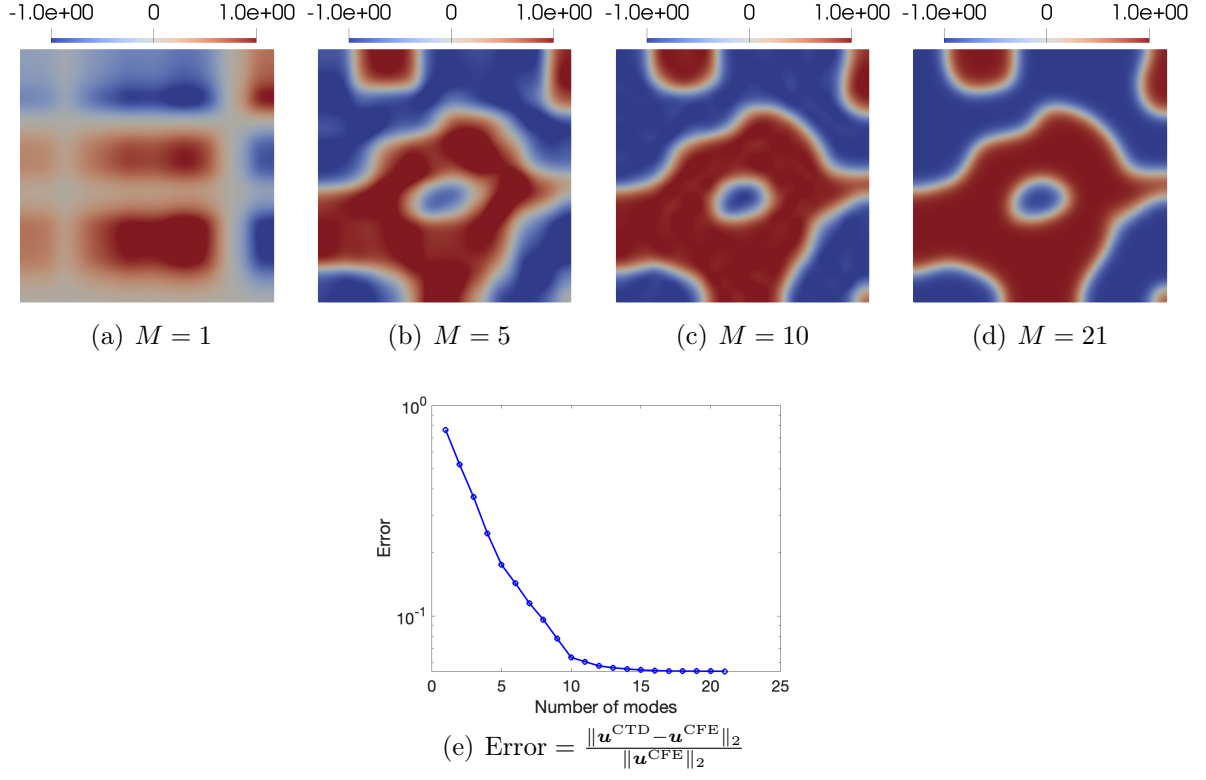 -1.0e+00 0 1.0e+00 -1.0e+00 0 1.0e+00 -1.0e+00 0 1.0e+00 -1.0e+00 0 1.0e+00
(a) M = 1 (b) M = 5 (c) M = 10 (d) M = 21
10^0
10^-1
Error
0 5 10 15 20 25
Number of modes
(e) Error = ‖u^CTD − u^CFE‖_2 / ‖u^CFE‖_2